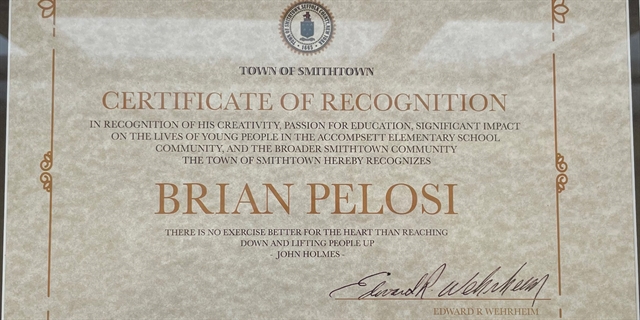 TOWN OF SMITHTOWN
CERTIFICATE OF RECOGNITION
IN RECOGNITION OF HIS CREATIVITY, PASSION FOR EDUCATION, SIGNIFICANT IMPACT
ON THE LIVES OF YOUNG PEOPLE IN THE ACCOMPSETT ELEMENTARY SCHOOL
COMMUNITY, AND THE BROADER SMITHTOWN COMMUNITY
THE TOWN OF SMITHTOWN HEREBY RECOGNIZES
BRIAN PELOSI
THERE IS NO EXERCISE BETTER FOR THE HEART THAN REACHING
DOWN AND LIFTING PEOPLE UP
- JOHN HOLMES -
Edward R Wehrheim
EDWARD R WEHRHEIM